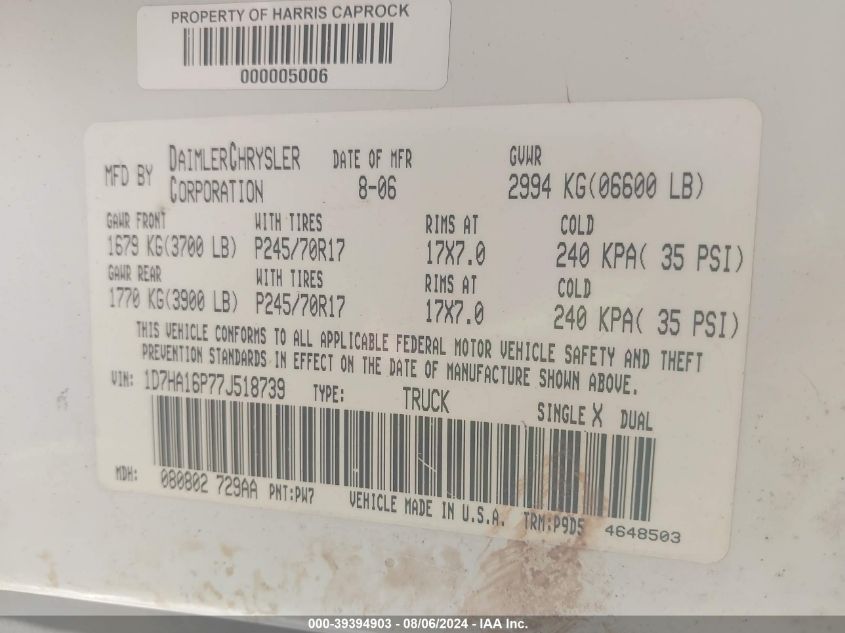 PROPERTY OF HARRIS CAPROCK
000005006
MFD BY DAIMLERCHRYSLER CORPORATION DATE OF MFR 8-06 GVWR 2994 KG(06600 LB)
GAWR FRONT WITH TIRES RIMS AT COLD
1679 KG(3700 LB) P245/70R17 17X7.0 240 KPA( 35 PSI)
GAWR REAR WITH TIRES RIMS AT COLD
1770 KG(3900 LB) P245/70R17 17X7.0 240 KPA( 35 PSI)
THIS VEHICLE CONFORMS TO ALL APPLICABLE FEDERAL MOTOR VEHICLE SAFETY AND THEFT
PREVENTION STANDARDS IN EFFECT ON THE DATE OF MANUFACTURE SHOWN ABOVE.
VIN: 1D7HA16P77J518739 TYPE: TRUCK SINGLE X DUAL
MDH: 080802 729AA PNT:PW7 VEHICLE MADE IN U.S.A. TRM:P9D5 4648503
000-39394903 - 08/06/2024 - IAA Inc.